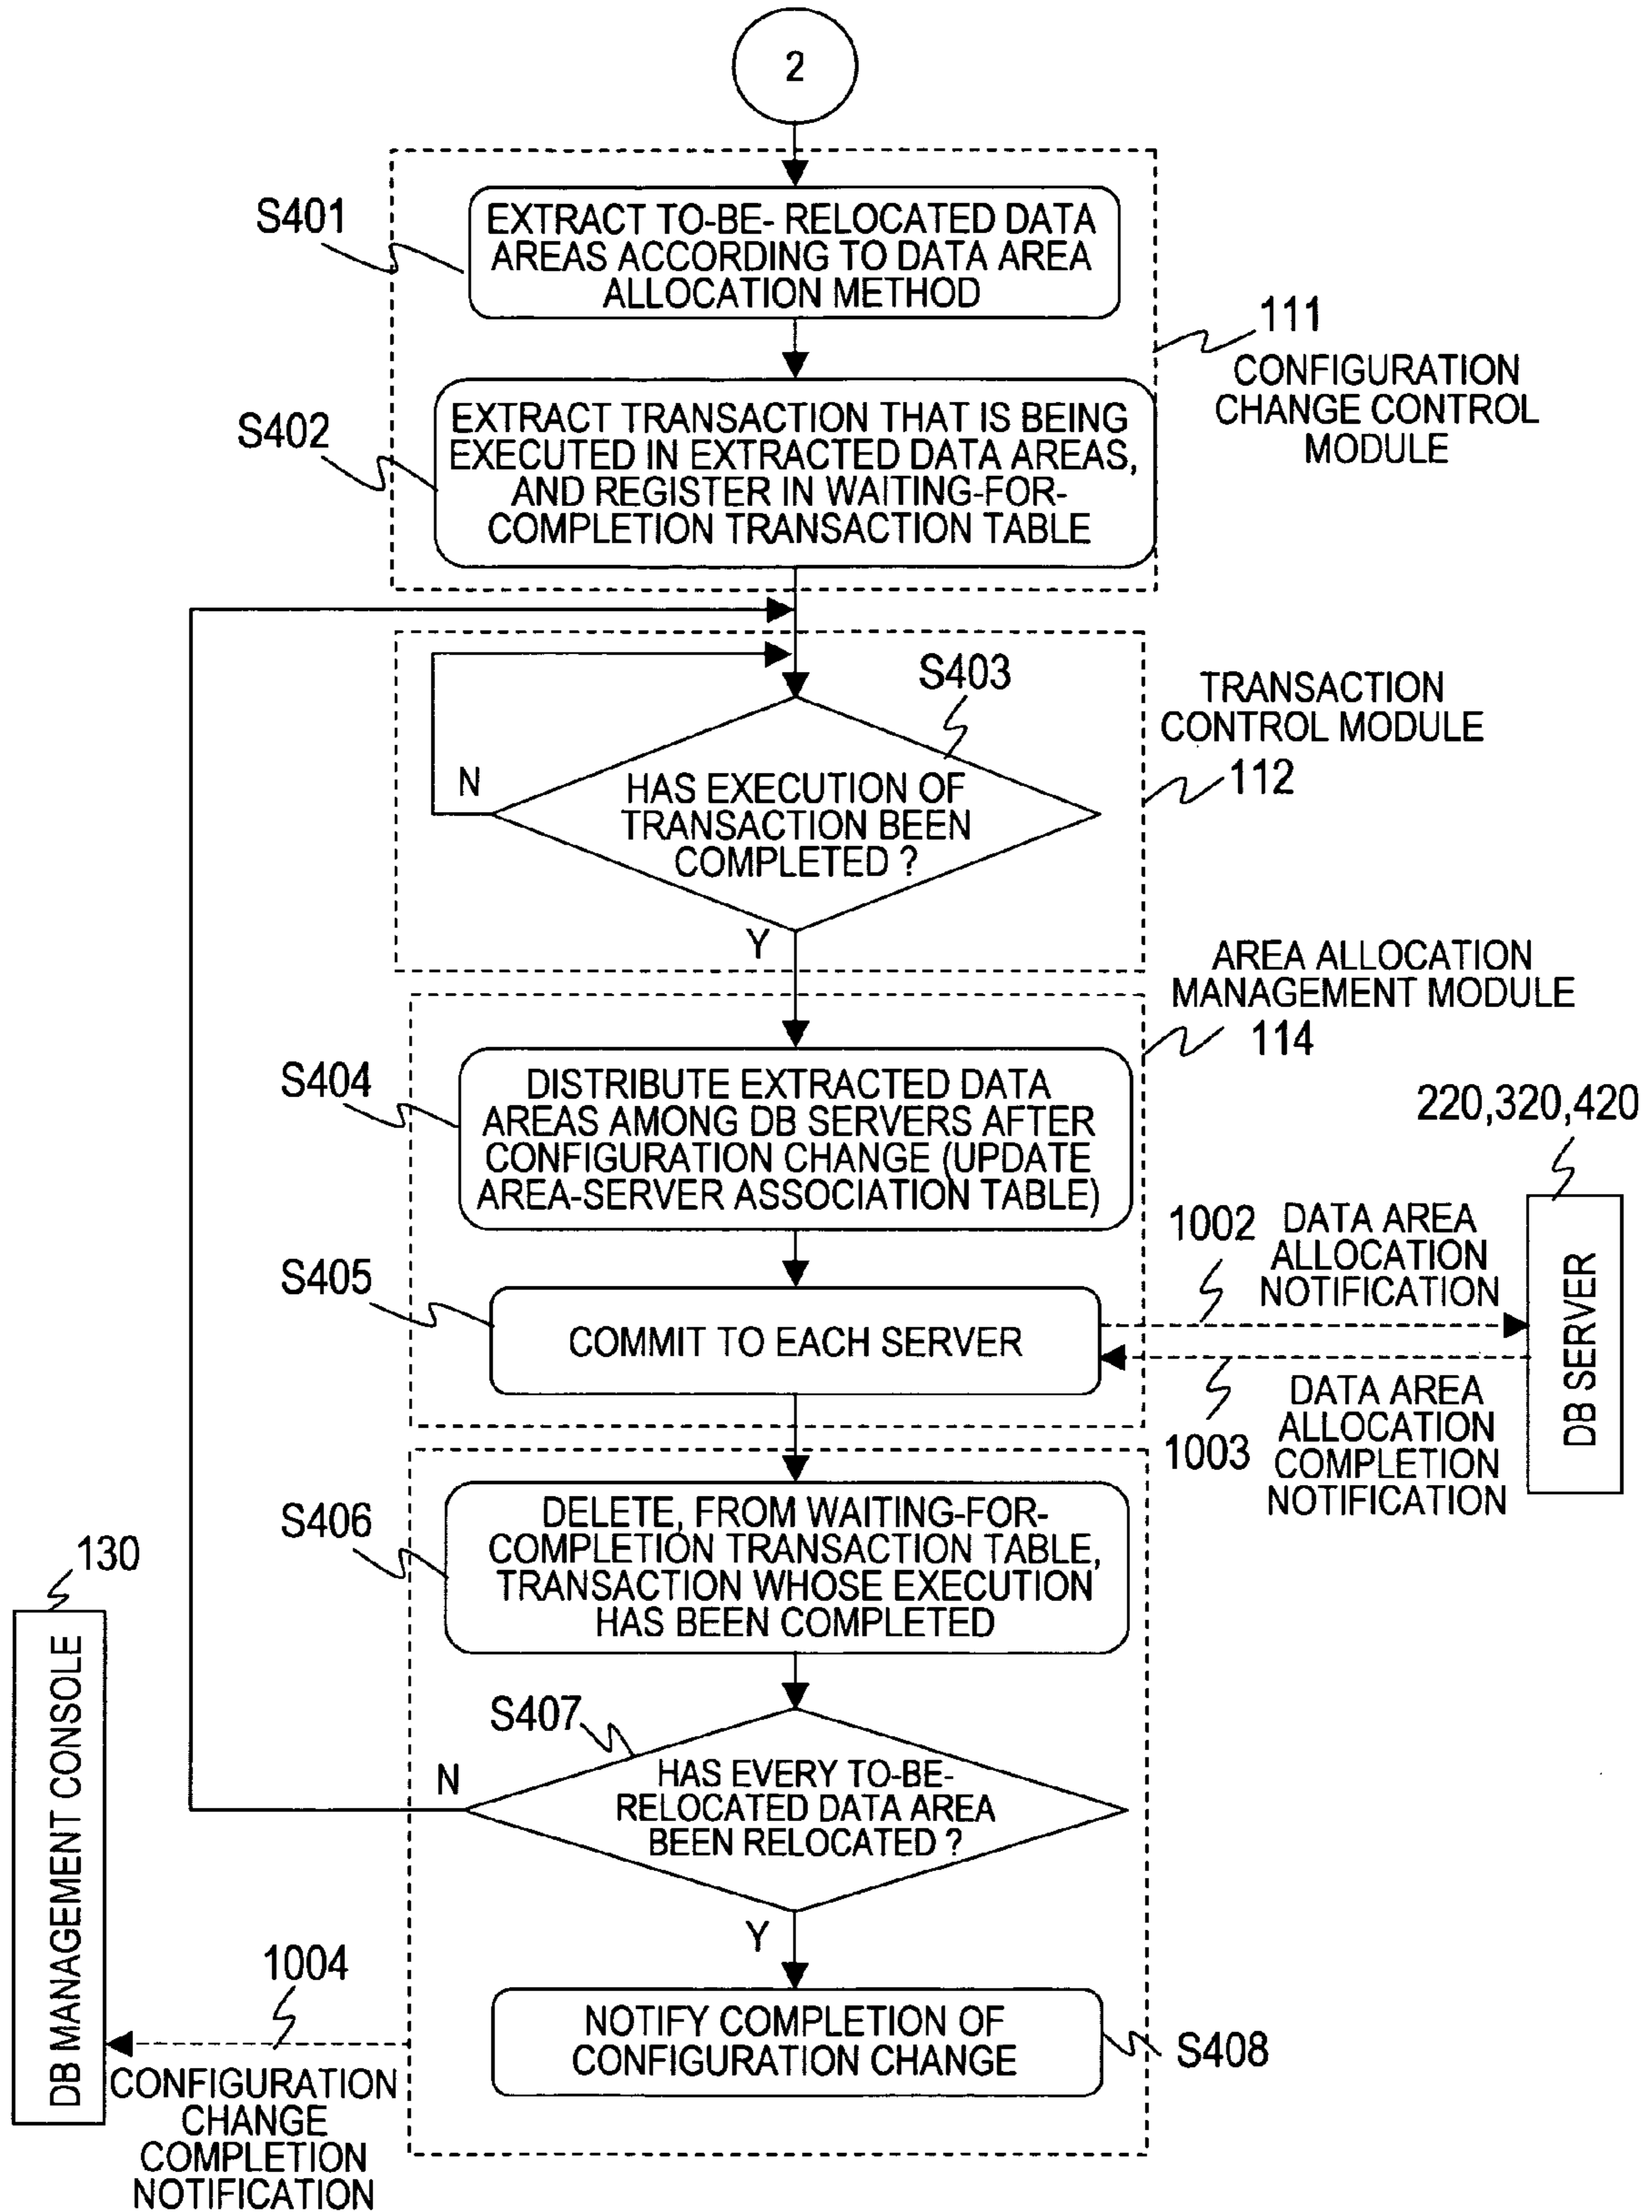 2
S401
EXTRACT TO-BE- RELOCATED DATA
AREAS ACCORDING TO DATA AREA
ALLOCATION METHOD
111
CONFIGURATION
CHANGE CONTROL
MODULE
S402
EXTRACT TRANSACTION THAT IS BEING
EXECUTED IN EXTRACTED DATA AREAS,
AND REGISTER IN WAITING-FOR-
COMPLETION TRANSACTION TABLE
S403
TRANSACTION
CONTROL MODULE
112
N
HAS EXECUTION OF
TRANSACTION BEEN
COMPLETED ?
Y
AREA ALLOCATION
MANAGEMENT MODULE
114
S404
DISTRIBUTE EXTRACTED DATA
AREAS AMONG DB SERVERS AFTER
CONFIGURATION CHANGE (UPDATE
AREA-SERVER ASSOCIATION TABLE)
220,320,420
DB SERVER
1002
DATA AREA
ALLOCATION
NOTIFICATION
S405
COMMIT TO EACH SERVER
1003
DATA AREA
ALLOCATION
COMPLETION
NOTIFICATION
S406
DELETE, FROM WAITING-FOR-
COMPLETION TRANSACTION TABLE,
TRANSACTION WHOSE EXECUTION
HAS BEEN COMPLETED
130
DB MANAGEMENT CONSOLE
S407
N
HAS EVERY TO-BE-
RELOCATED DATA AREA
BEEN RELOCATED ?
Y
1004
CONFIGURATION
CHANGE
COMPLETION
NOTIFICATION
NOTIFY COMPLETION OF
CONFIGURATION CHANGE
S408